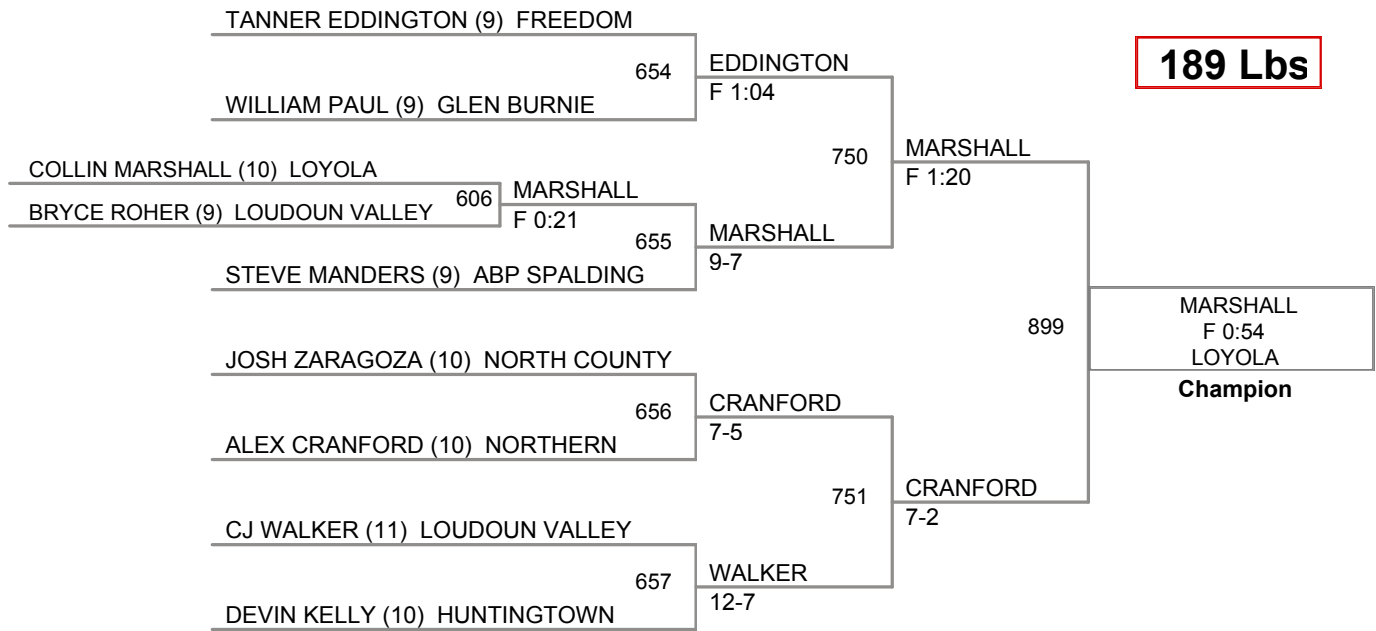 TANNER EDDINGTON (9) FREEDOM
654
EDDINGTON
F 1:04
189 Lbs
WILLIAM PAUL (9) GLEN BURNIE
750
MARSHALL
F 1:20
COLLIN MARSHALL (10) LOYOLA
606
MARSHALL
F 0:21
BRYCE ROHER (9) LOUDOUN VALLEY
655
MARSHALL
9-7
STEVE MANDERS (9) ABP SPALDING
899
MARSHALL
F 0:54
LOYOLA
Champion
JOSH ZARAGOZA (10) NORTH COUNTY
656
CRANFORD
7-5
ALEX CRANFORD (10) NORTHERN
751
CRANFORD
7-2
CJ WALKER (11) LOUDOUN VALLEY
657
WALKER
12-7
DEVIN KELLY (10) HUNTINGTOWN